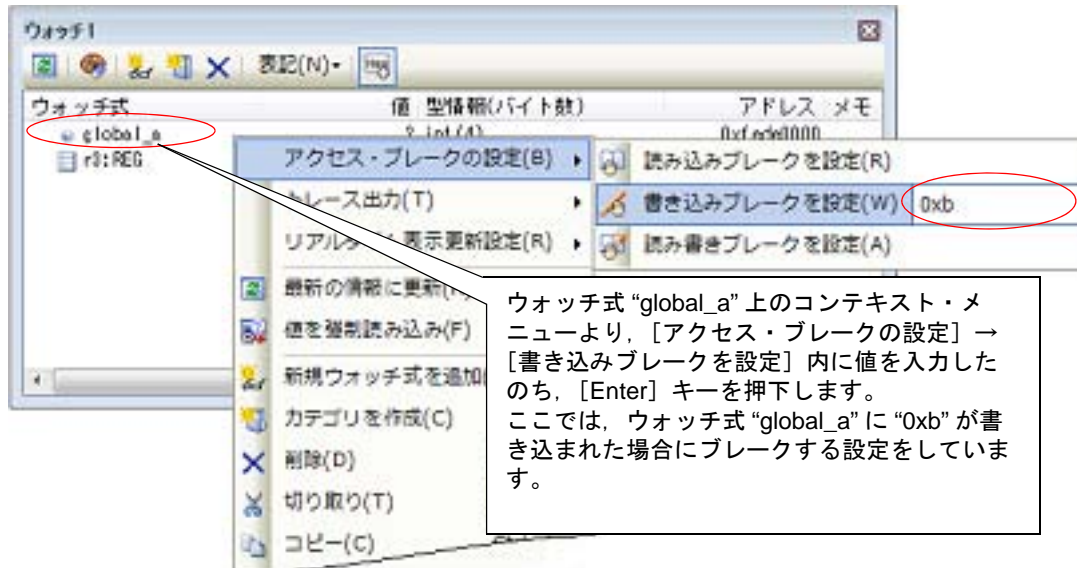 ウォッチ1
表記(N)
ウォッチ式 値 型情報(バイト数) アドレス メモ
global_a ? int(4)
r3:REG
アクセス・ブレークの設定(B)
読み込みブレークを設定(R)
トレース出力(T)
書き込みブレークを設定(W) 0xb
リアルタイム表示更新設定(R)
読み書きブレークを設定(A)
最新の情報に更新
値を強制読み込み(F)
新規ウォッチ式を追加
カテゴリを作成(C)
削除(D)
切り取り(T)
コピー(C)
ウォッチ式 “global_a” 上のコンテキスト・メ
ニューより，［アクセス・ブレークの設定］→
［書き込みブレークを設定］内に値を入力した
のち，［Enter］キーを押下します。
ここでは，ウォッチ式 “global_a” に “0xb” が書
き込まれた場合にブレークする設定をしていま
す。